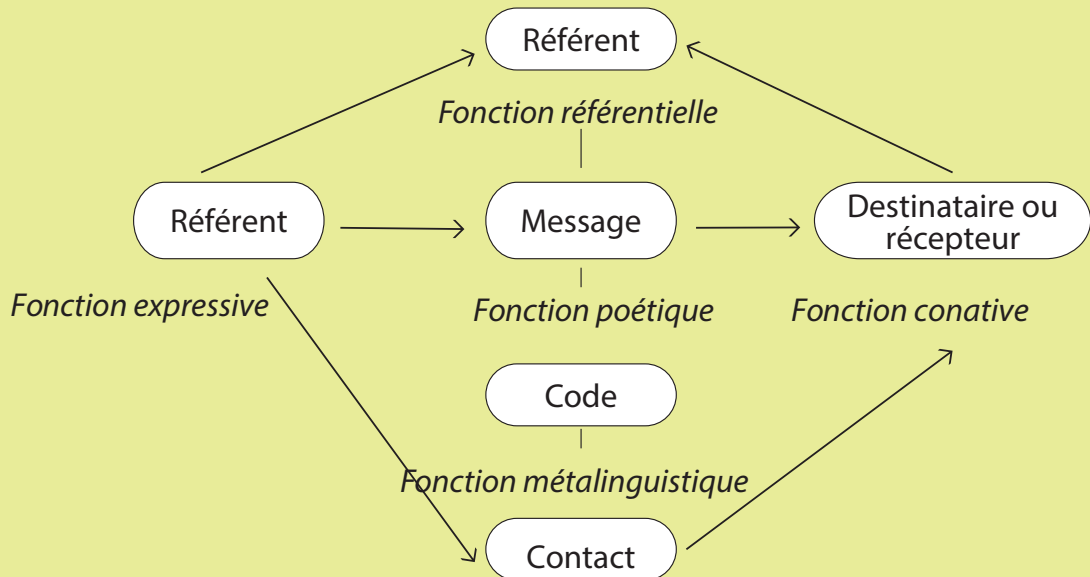 Référent
Fonction référentielle
Référent
Message
Destinataire ou
récepteur
Fonction expressive
Fonction poétique
Fonction conative
Code
Fonction métalinguistique
Contact